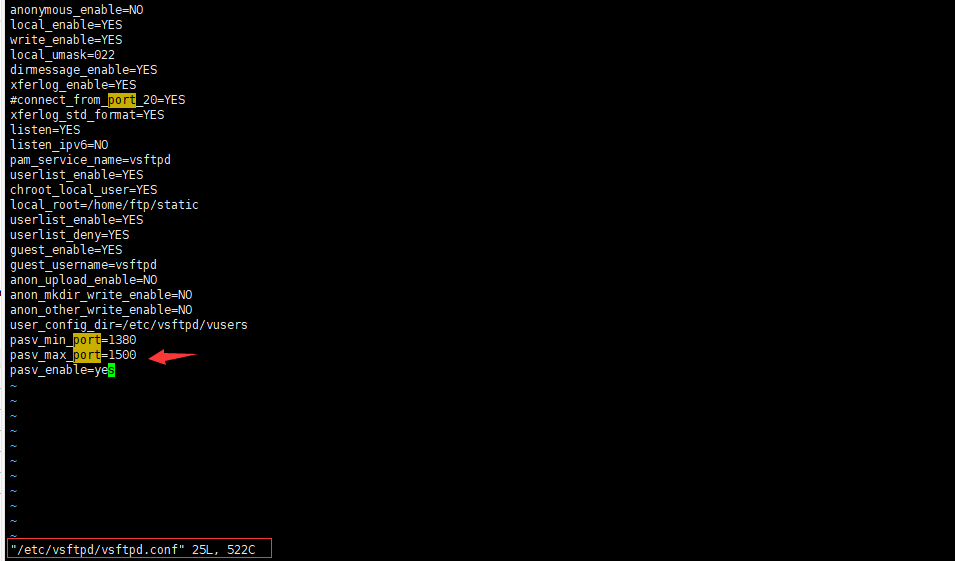 anonymous_enable=NO
local_enable=YES
write_enable=YES
local_umask=022
dirmessage_enable=YES
xferlog_enable=YES
#connect_from_port_20=YES
xferlog_std_format=YES
listen=YES
listen_ipv6=NO
pam_service_name=vsftpd
userlist_enable=YES
chroot_local_user=YES
local_root=/home/ftp/static
userlist_enable=YES
userlist_deny=YES
guest_enable=YES
guest_username=vsftpd
anon_upload_enable=NO
anon_mkdir_write_enable=NO
anon_other_write_enable=NO
user_config_dir=/etc/vsftpd/vusers
pasv_min_port=1380
pasv_max_port=1500
pasv_enable=yes
~
~
~
~
~
~
~
~
~
~
~
"/etc/vsftpd/vsftpd.conf" 25L, 522C